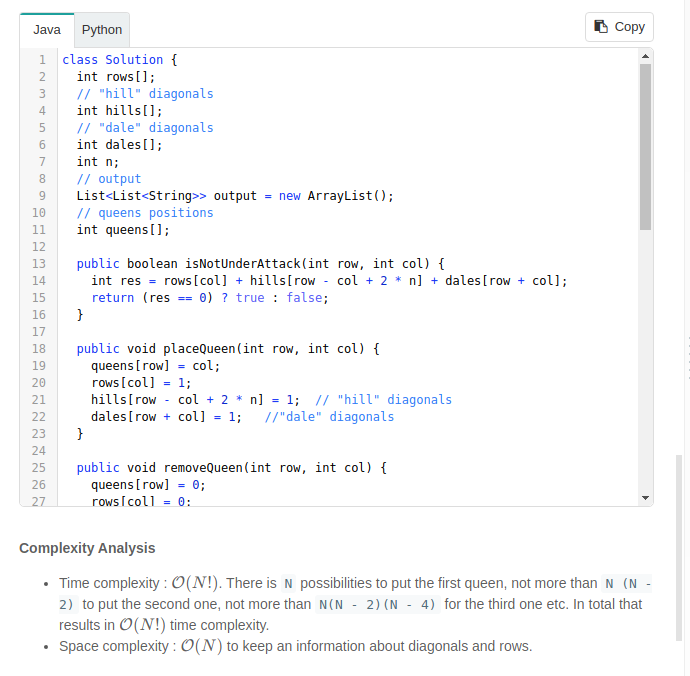 Java Python Copy
1 class Solution {
2 int rows[];
3 // "hill" diagonals
4 int hills[];
5 // "dale" diagonals
6 int dales[];
7 int n;
8 // output
9 List<List<String>> output = new ArrayList();
10 // queens positions
11 int queens[];
12
13 public boolean isNotUnderAttack(int row, int col) {
14 int res = rows[col] + hills[row - col + 2 * n] + dales[row + col];
15 return (res == 0) ? true : false;
16 }
17
18 public void placeQueen(int row, int col) {
19 queens[row] = col;
20 rows[col] = 1;
21 hills[row - col + 2 * n] = 1; // "hill" diagonals
22 dales[row + col] = 1; //"dale" diagonals
23 }
24
25 public void removeQueen(int row, int col) {
26 queens[row] = 0;
27 rows[col] = 0;
Complexity Analysis
• Time complexity : O(N!). There is N possibilities to put the first queen, not more than N (N -
2) to put the second one, not more than N(N - 2)(N - 4) for the third one etc. In total that
results in O(N!) time complexity.
• Space complexity : O(N) to keep an information about diagonals and rows.